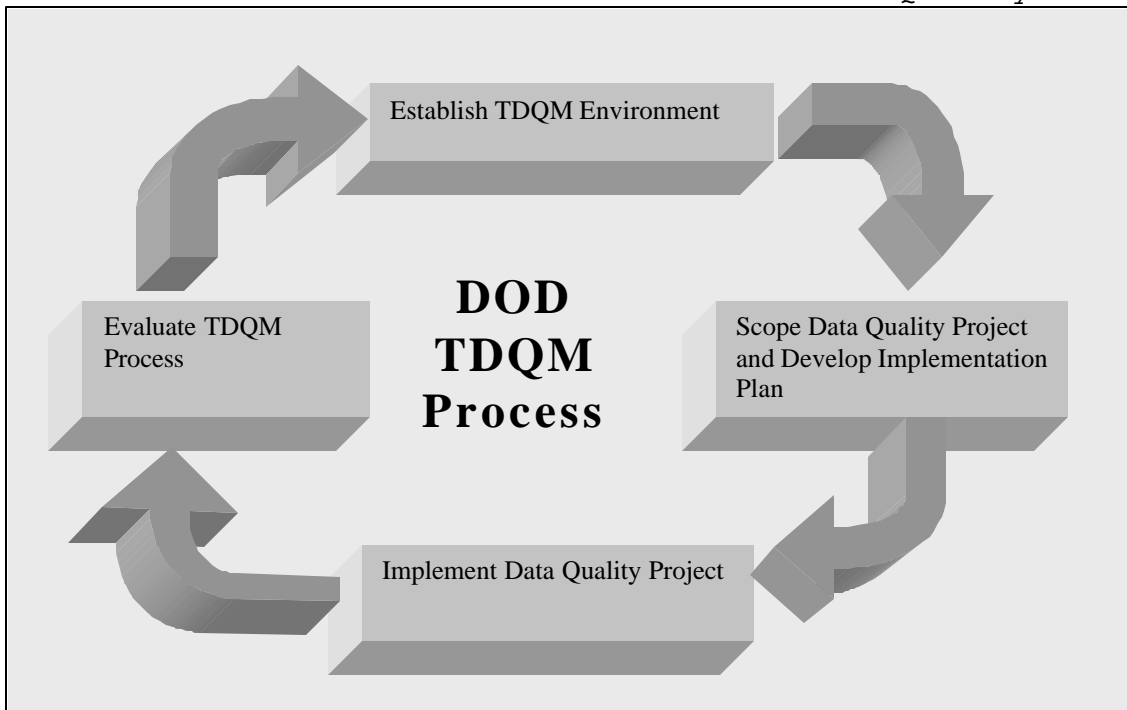 Establish TDQM Environment
DOD
TDQM
Process
Evaluate TDQM
Process
Scope Data Quality Project
and Develop Implementation
Plan
Implement Data Quality Project